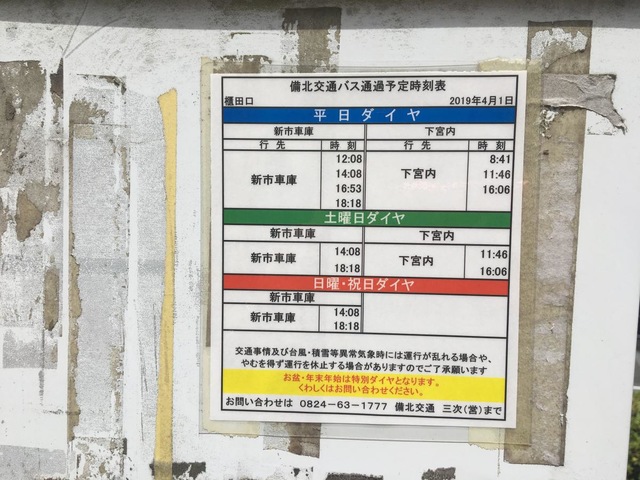 備北交通バス通過予定時刻表
櫃田口 2019年4月1日
平日ダイヤ
新市車庫 下宮内
行先 時刻 行先 時刻
新市車庫 12:08 下宮内 8:41
14:08 11:46
16:53 16:06
18:18
土曜日ダイヤ
新市車庫 下宮内
新市車庫 14:08 下宮内 11:46
18:18 16:06
日曜・祝日ダイヤ
新市車庫
新市車庫 14:08
18:18
交通事情及び台風・積雪等異常気象時には運行が乱れる場合や、
やむを得ず運行を休止する場合がありますのでご了承願います
お盆・年末年始は特別ダイヤとなります。
くわしくはお問い合わせください。
お問い合わせは 0824-63-1777 備北交通 三次(営)まで